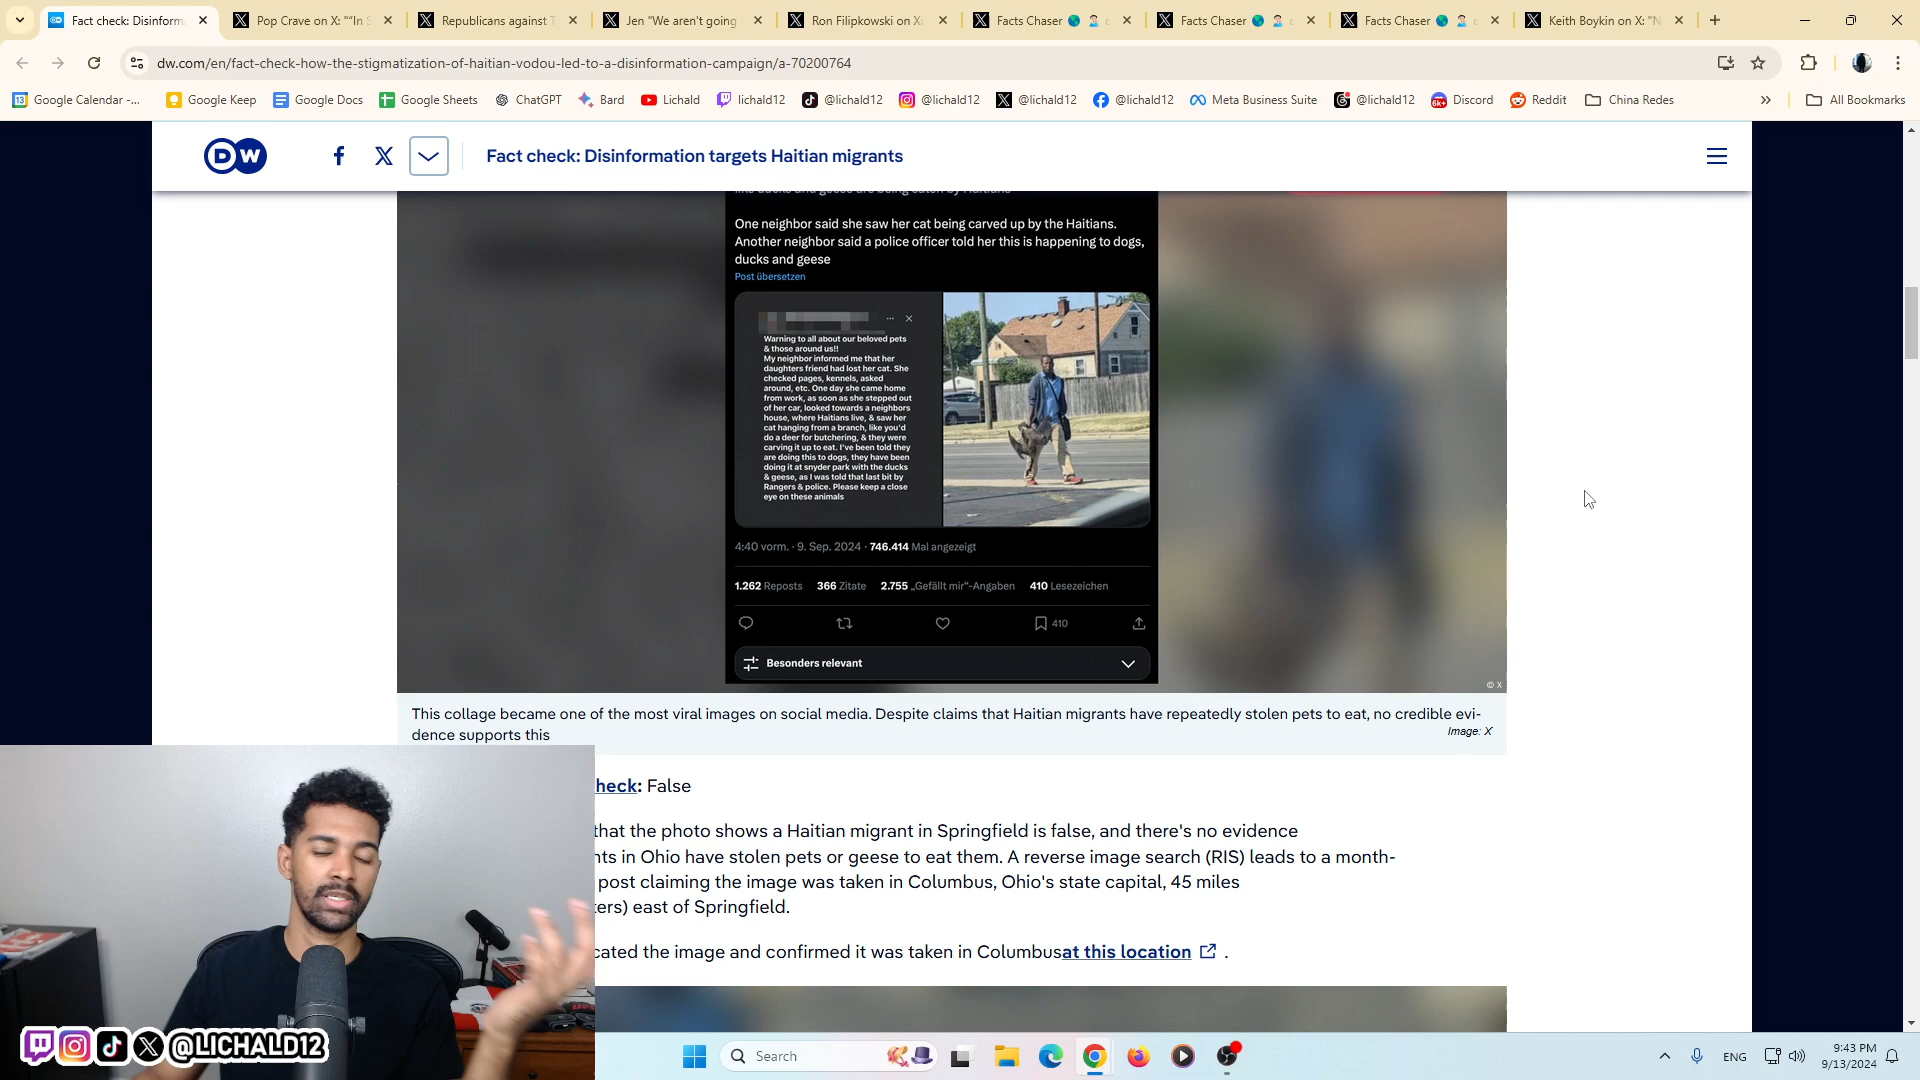 Fact check: Disinform
Pop Crave on X: "“In S
Republicans against T
Jen "We aren't going
Ron Filipkowski on X:
Facts Chaser
Facts Chaser
Facts Chaser
Keith Boykin on X: "N
dw.com/en/fact-check-how-the-stigmatization-of-haitian-vodou-led-to-a-disinformation-campaign/a-70200764
Google Calendar -...
Google Keep
Google Docs
Google Sheets
ChatGPT
Bard
Lichald
lichald12
@lichald12
@lichald12
@lichald12
@lichald12
Meta Business Suite
@lichald12
Discord
Reddit
China Redes
All Bookmarks
DW
Fact check: Disinformation targets Haitian migrants
like ducks and geese are being eaten by Haitians
One neighbor said she saw her cat being carved up by the Haitians.
Another neighbor said a police officer told her this is happening to dogs,
ducks and geese
Post übersetzen
Warning to all about our beloved pets
& those around us!!
My neighbor informed me that her
daughters friend had lost her cat. She
checked pages, kennels, asked
around, etc. One day she came home
from work, as soon as she stepped out
of her car, looked towards a neighbors
house, where Haitians live, & saw her
cat hanging from a branch, like you'd
do a deer for butchering, & they were
carving it up to eat. I've been told they
are doing this to dogs, they have been
doing it at snyder park with the ducks
& geese, as I was told that last bit by
Rangers & police. Please keep a close
eye on these animals
4:40 vorm. · 9. Sep. 2024 · 746.414 Mal angezeigt
1.262 Reposts 366 Zitate 2.755 „Gefällt mir“-Angaben 410 Lesezeichen
410
Besonders relevant
© X
This collage became one of the most viral images on social media. Despite claims that Haitian migrants have repeatedly stolen pets to eat, no credible evi-
dence supports this
Image: X
heck: False
that the photo shows a Haitian migrant in Springfield is false, and there's no evidence
nts in Ohio have stolen pets or geese to eat them. A reverse image search (RIS) leads to a month-
post claiming the image was taken in Columbus, Ohio's state capital, 45 miles
ters) east of Springfield.
cated the image and confirmed it was taken in Columbusat this location .
@LICHALD12
Search
ENG
9:43 PM
9/13/2024